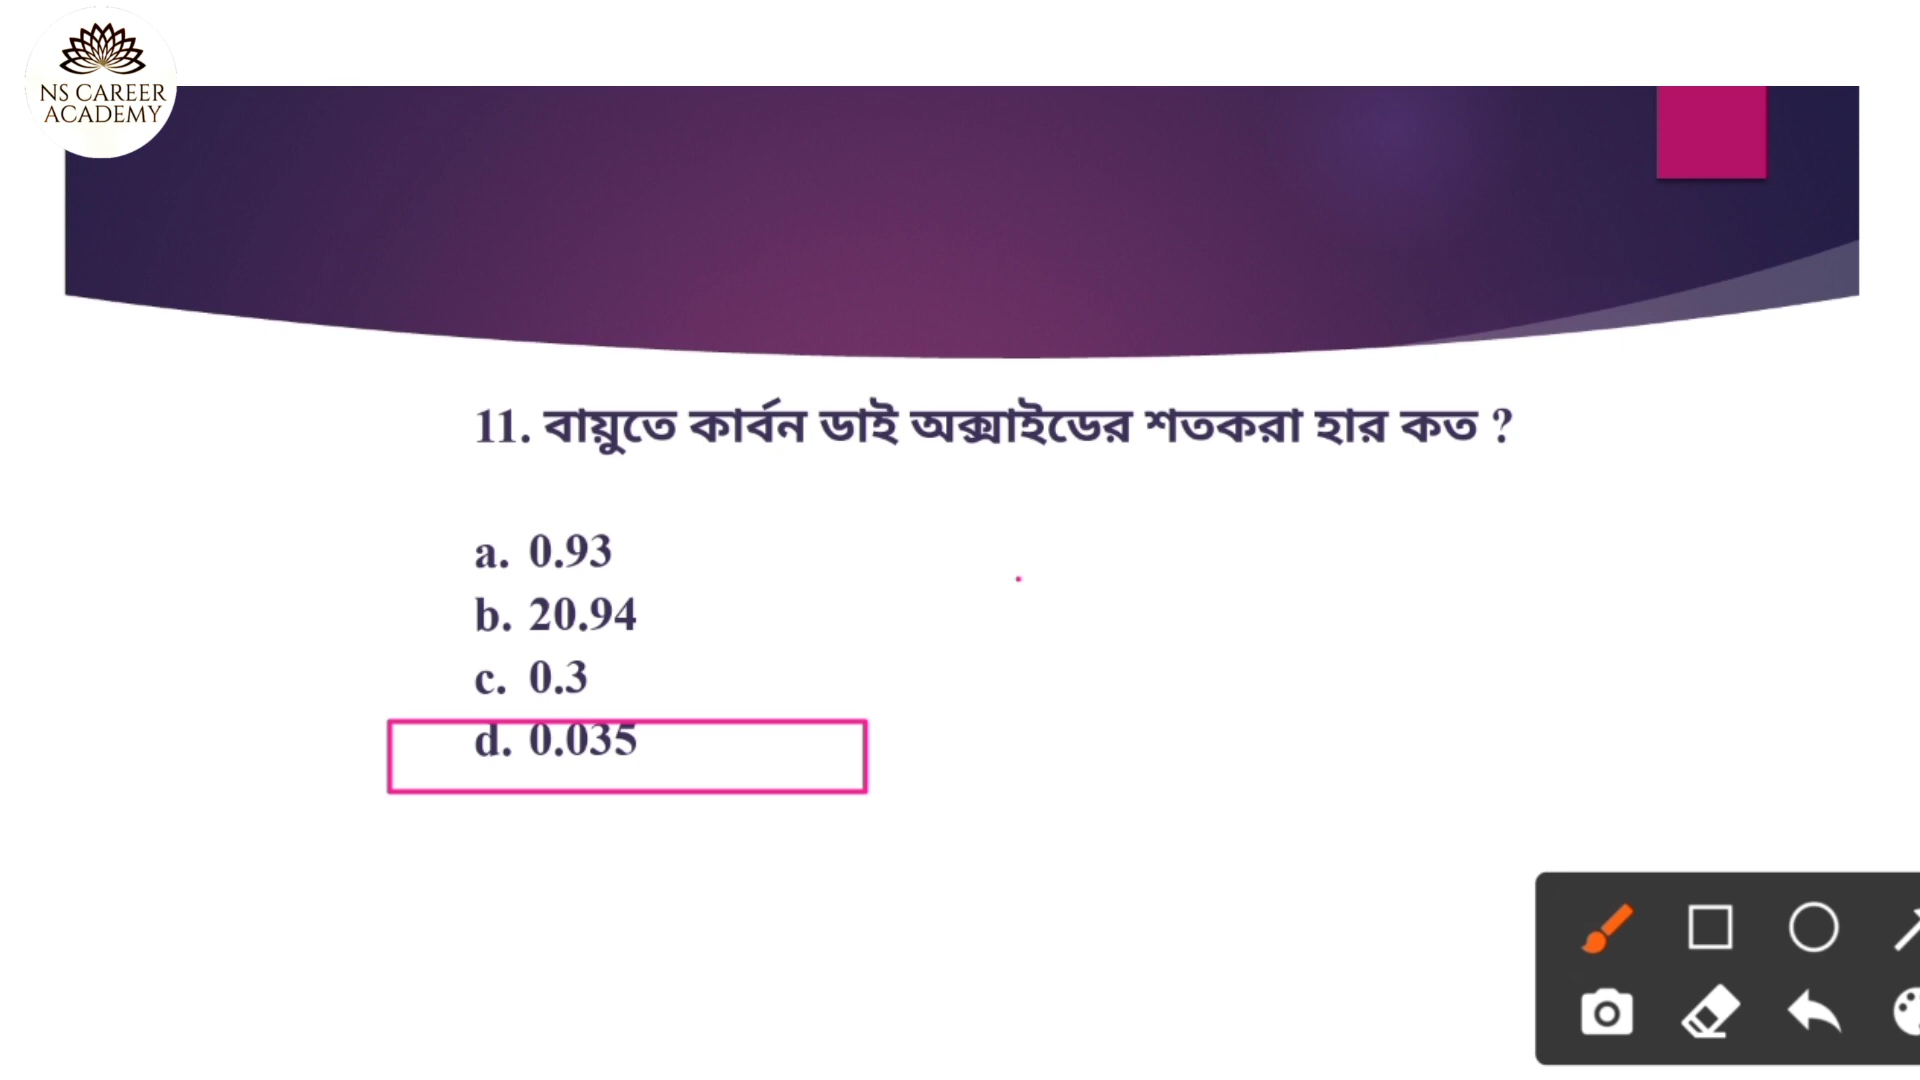 NS CAREER
ACADEMY
11. বায়ুতে কার্বন ডাই অক্সাইডের শতকরা হার কত ?
a. 0.93
b. 20.94
c. 0.3
d. 0.035